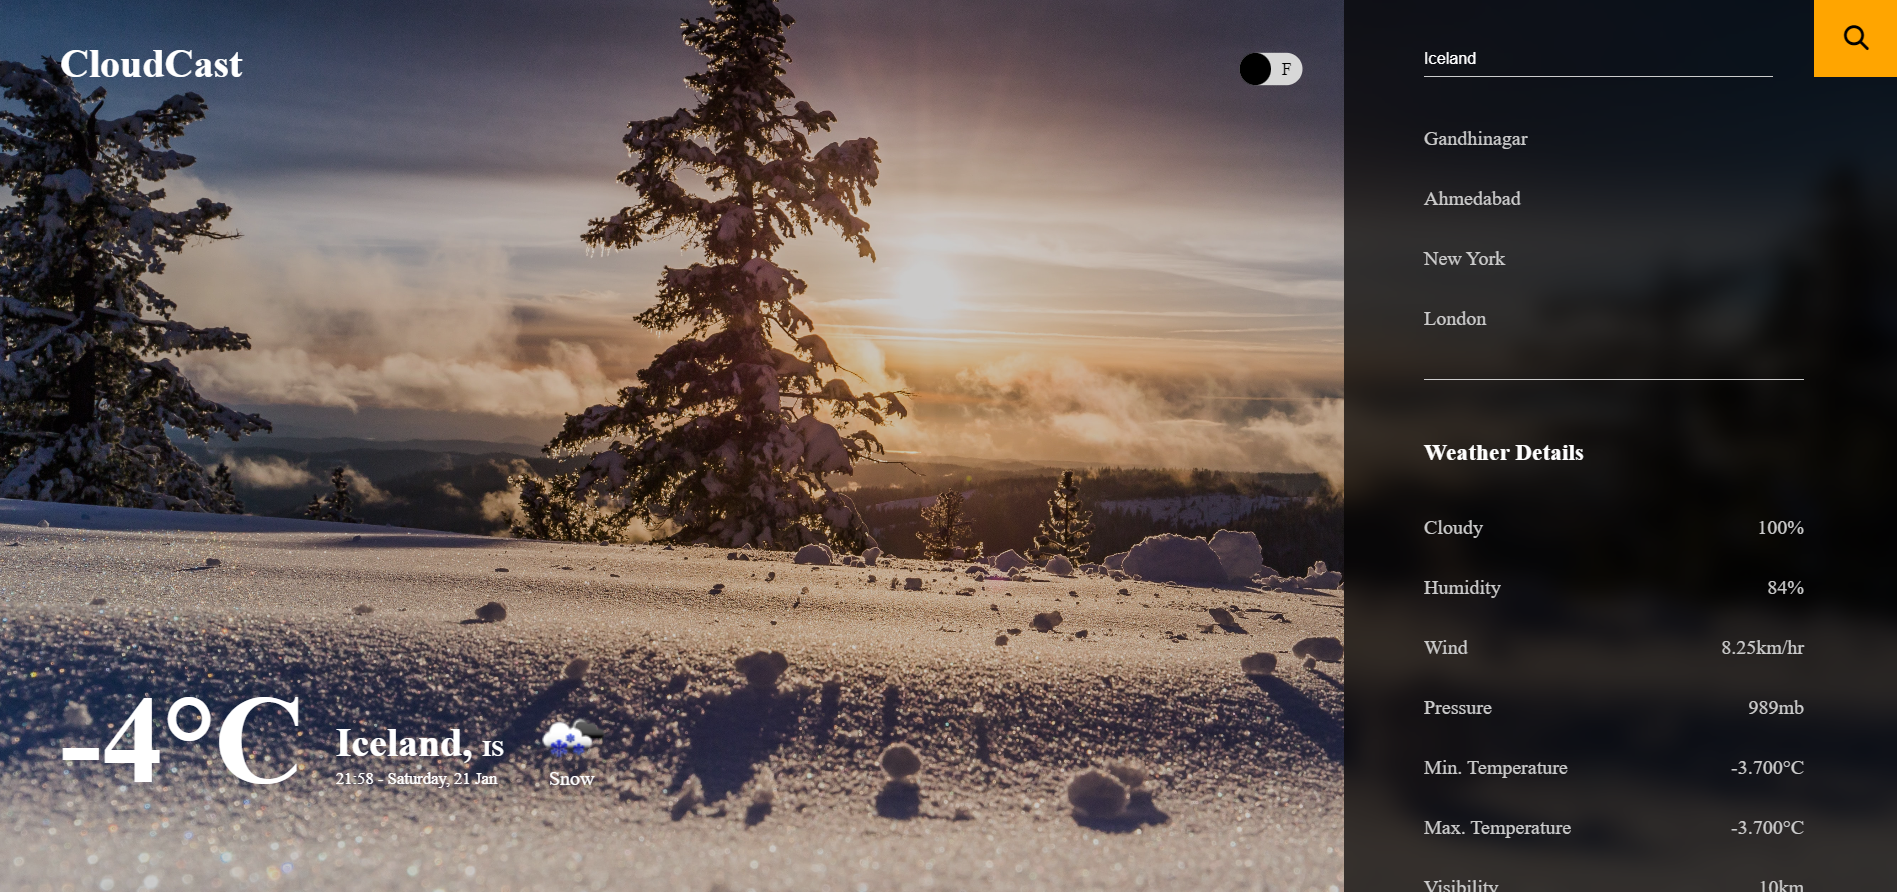 CloudCast
F
-4°C
Iceland, IS
21:58 - Saturday, 21 Jan
Snow
Iceland
Gandhinagar
Ahmedabad
New York
London
Weather Details
Cloudy 100%
Humidity 84%
Wind 8.25km/hr
Pressure 989mb
Min. Temperature -3.700°C
Max. Temperature -3.700°C
Visibility 10km